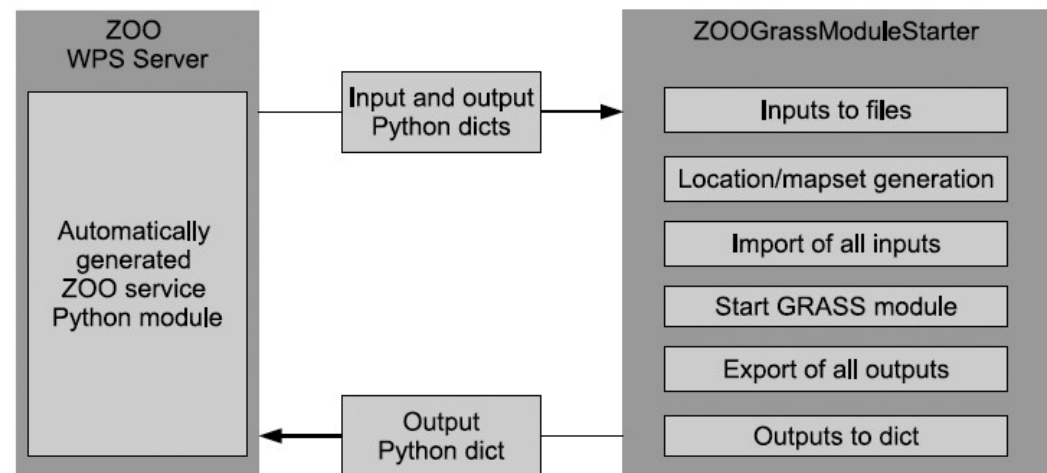 ZOO
WPS Server
Automatically
generated
ZOO service
Python module
Input and output
Python dicts
Output
Python dict
ZOOGrassModuleStarter
Inputs to files
Location/mapset generation
Import of all inputs
Start GRASS module
Export of all outputs
Outputs to dict